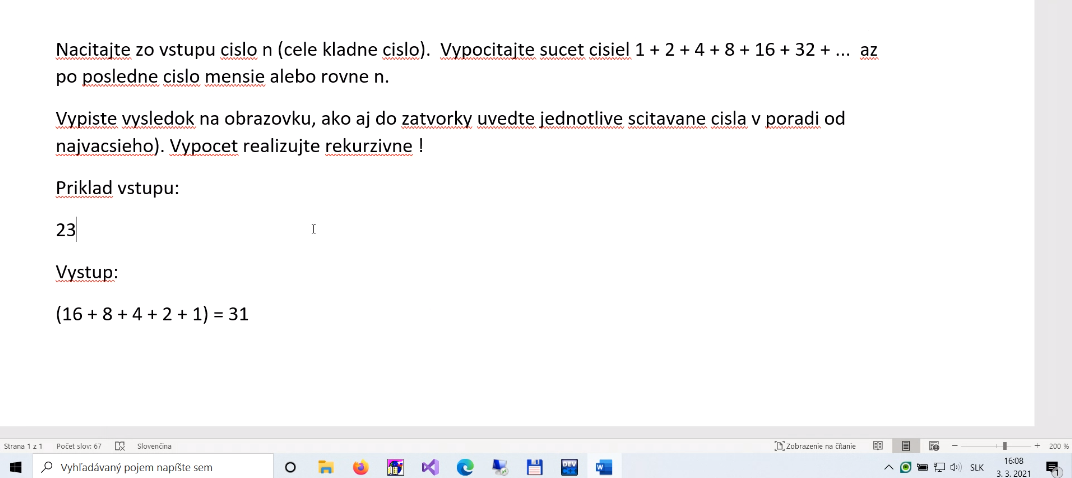 Nacitajte zo vstupu cislo n (cele kladne cislo). Vypocitajte sucet cisiel 1 + 2 + 4 + 8 + 16 + 32 + ... az
po posledne cislo mensie alebo rovne n.
Vypiste vysledok na obrazovku, ako aj do zatvorky uvedte jednotlive scitavane cisla v poradi od
najvacsieho). Vypocet realizujte rekurzivne !
Priklad vstupu:
23
Vystup:
(16 + 8 + 4 + 2 + 1) = 31
Strana 1 z 1 Počet slov: 67 Slovenčina Zobrazenie na čítanie 200 %
Vyhľadávaný pojem napíšte sem DEV SLK 16:08
3. 3. 2021